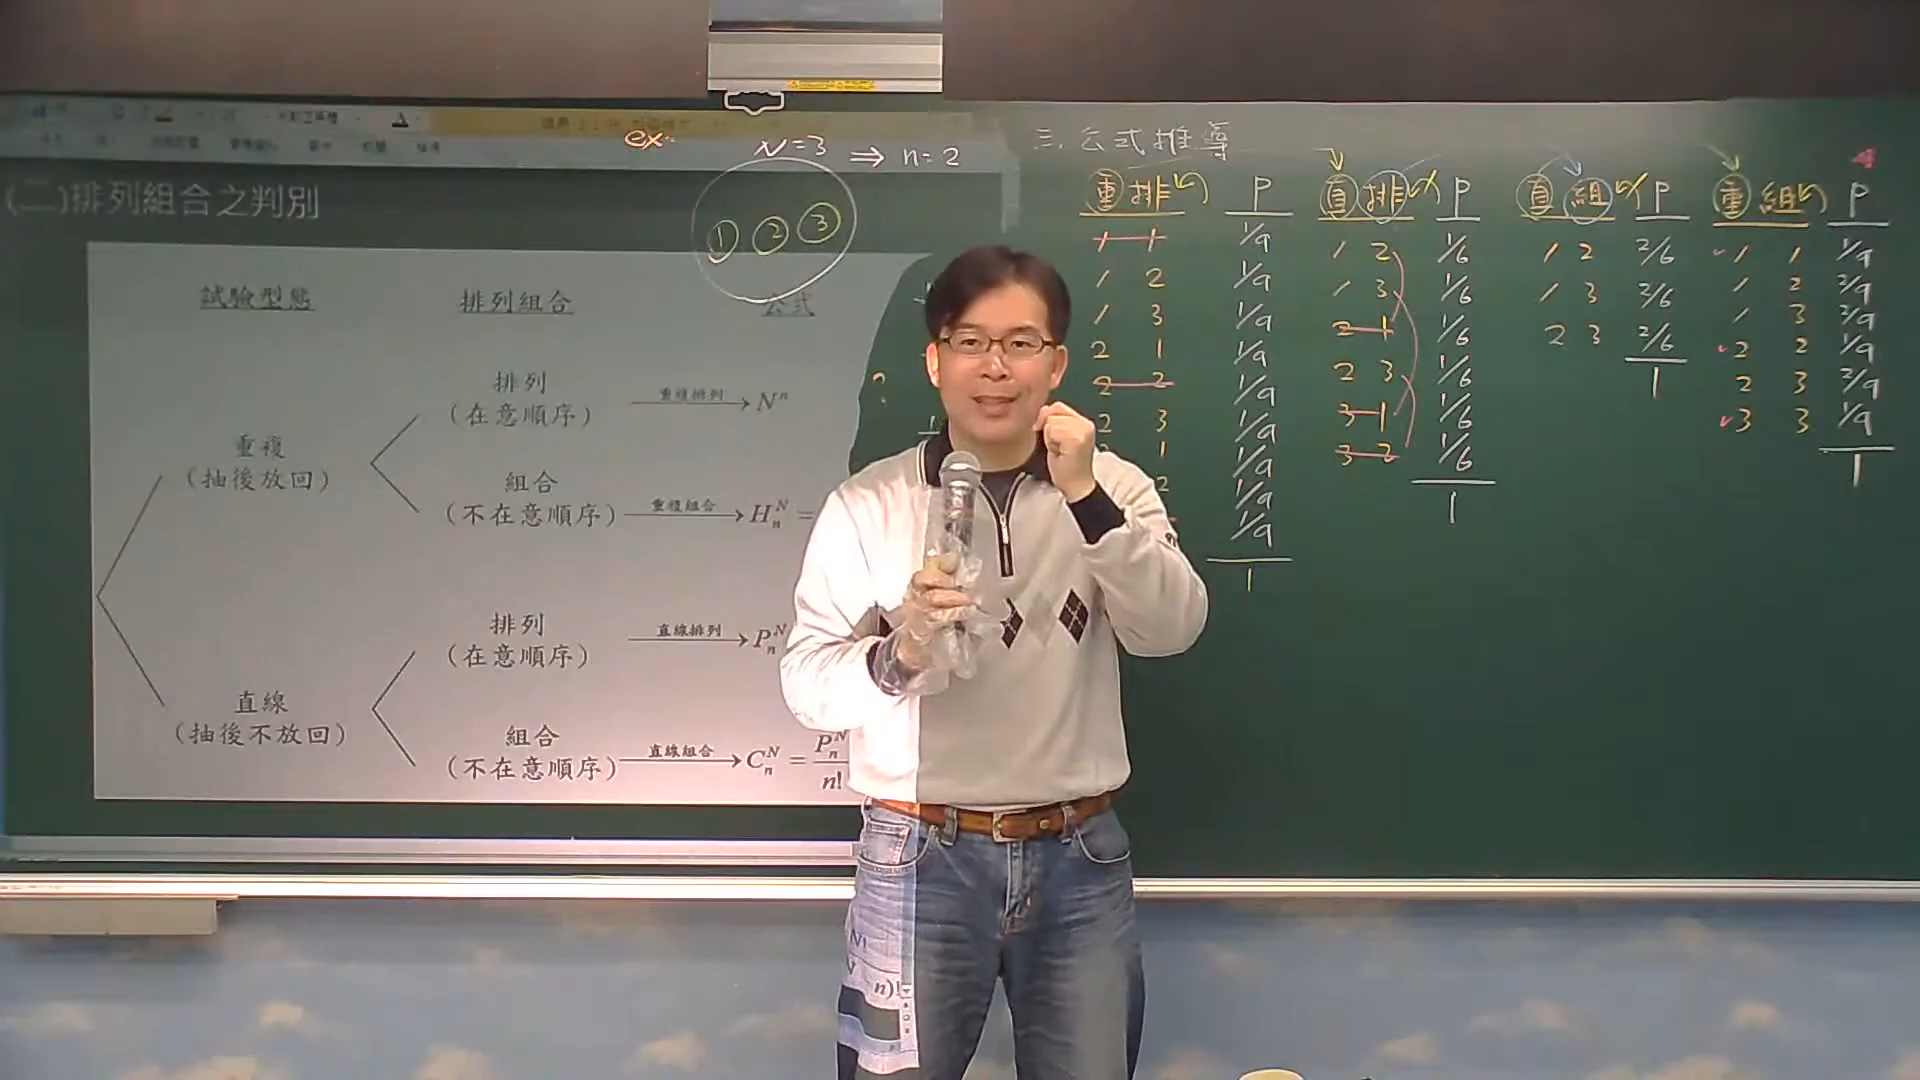 (二)排列組合之判別
試驗型態 排列組合 公式
重複
(抽後放回)
排列
(在意順序) 重複排列 N^n
組合
(不在意順序) 重複組合 H_n^N =
直線
(抽後不放回)
排列
(在意順序) 直線排列 P_n^N
組合
(不在意順序) 直線組合 C_n^N = P_n^N / n!
ex:
N=3 ⇒ n=2
① ② ③
三.公式推導
重排 P
1 1 1/9
1 2 1/9
1 3 1/9
2 1 1/9
2 2 1/9
2 3 1/9
1 1/9
2 1/9
1/9
1
直排 P
1 2 1/6
1 3 1/6
2 1 1/6
2 3 1/6
3 1 1/6
3 2 1/6
1
直組 P
1 2 2/6
1 3 2/6
2 3 2/6
1
重組 P
1 1 1/9
1 2 2/9
1 3 2/9
2 2 1/9
2 3 2/9
3 3 1/9
1
N!
n)!